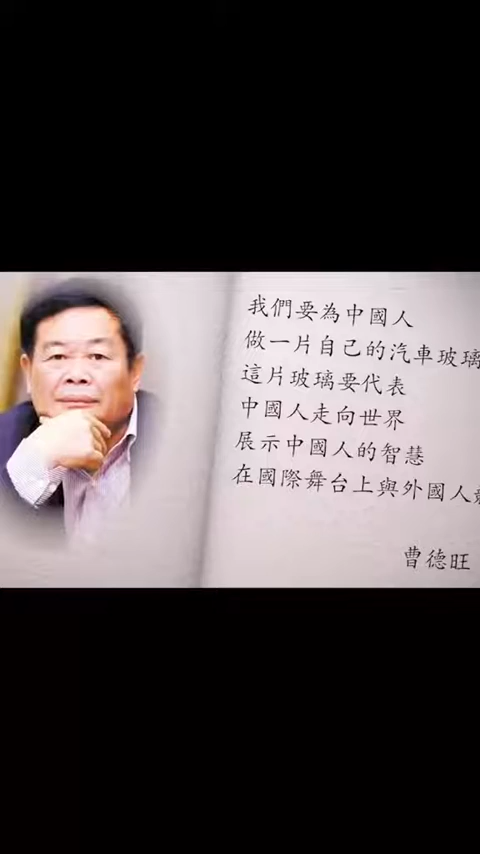 我們要為中國人
做一片自己的汽車玻璃
這片玻璃要代表
中國人走向世界
展示中國人的智慧
在國際舞台上與外國人
曹德旺